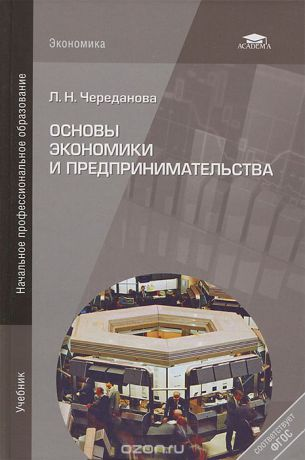 Экономика
ACADEMA
Л. Н. Череданова
ОСНОВЫ
ЭКОНОМИКИ
И ПРЕДПРИНИМАТЕЛЬСТВА
Начальное профессиональное образование
Учебник
СООТВЕТСТВУЕТ
ФГОС
ozon.ru